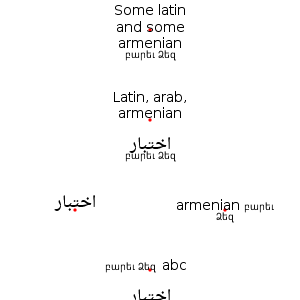 Some latin
and some
armenian
բարեւ Ձեզ
Latin, arab,
armenian
اختبار
բարեւ Ձեզ
اختبار
armenian բարեւ
Ձեզ
բարեւ Ձեզ abc
اختبار